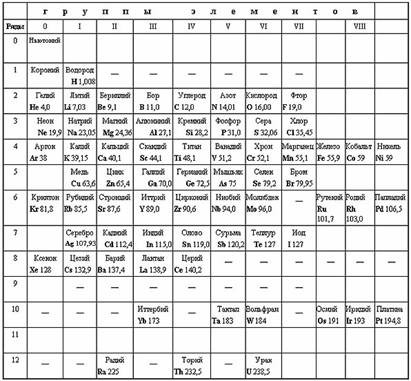 группы элементов
Ряды 0 I II III IV V VI VII VIII
0 Ньютоний
1 Короний Водород — — — — — —
H 1,008
2 Гелий Литий Бериллий Бор Углерод Азот Кислород Фтор
He 4,0 Li 7,03 Be 9,1 B 11,0 C 12,0 N 14,01 O 16,00 F 19,0
3 Неон Натрий Магний Алюминий Кремний Фосфор Сера Хлор
Ne 19,9 Na 23,05 Mg 24,36 Al 27,1 Si 28,2 P 31,0 S 32,06 Cl 35,45
4 Аргон Калий Кальций Скандий Титан Ванадий Хром Марганец Железо Кобальт Никель
Ar 38 K 39,15 Ca 40,1 Sc 44,1 Ti 48,1 V 51,2 Cr 52,1 Mn 55,1 Fe 55,9 Co 59 Ni 59
5 Медь Цинк Галлий Германий Мышьяк Селен Бром
Cu 63,6 Zn 65,4 Ga 70,0 Ge 72,5 As 75 Se 79,2 Br 79,95
6 Криптон Рубидий Стронций Иттрий Цирконий Ниобий Молибден — Рутений Родий Палладий
Kr 81,8 Rb 85,5 Sr 87,6 Y 89,0 Zr 90,6 Nb 94,0 Mo 96,0 Ru 101,7 Rh 103,0 Pd 106,5
7 Серебро Кадмий Индий Олово Сурьма Теллур Иод
Ag 107,93 Cd 112,4 In 115,0 Sn 119,0 Sb 120,2 Te 127 I 127
8 Ксенон Цезий Барий Лантан Церий — — — — — —
Xe 128 Cs 132,9 Ba 137,4 La 138,9 Ce 140,2
9 — — — — — — —
10 — — — Иттербий — Тантал Вольфрам — Осмий Иридий Платина
Yb 173 Ta 183 W 184 Os 191 Ir 193 Pt 194,8
11
12 — — Радий — Торий — Уран
Ra 225 Th 232,5 U 238,5